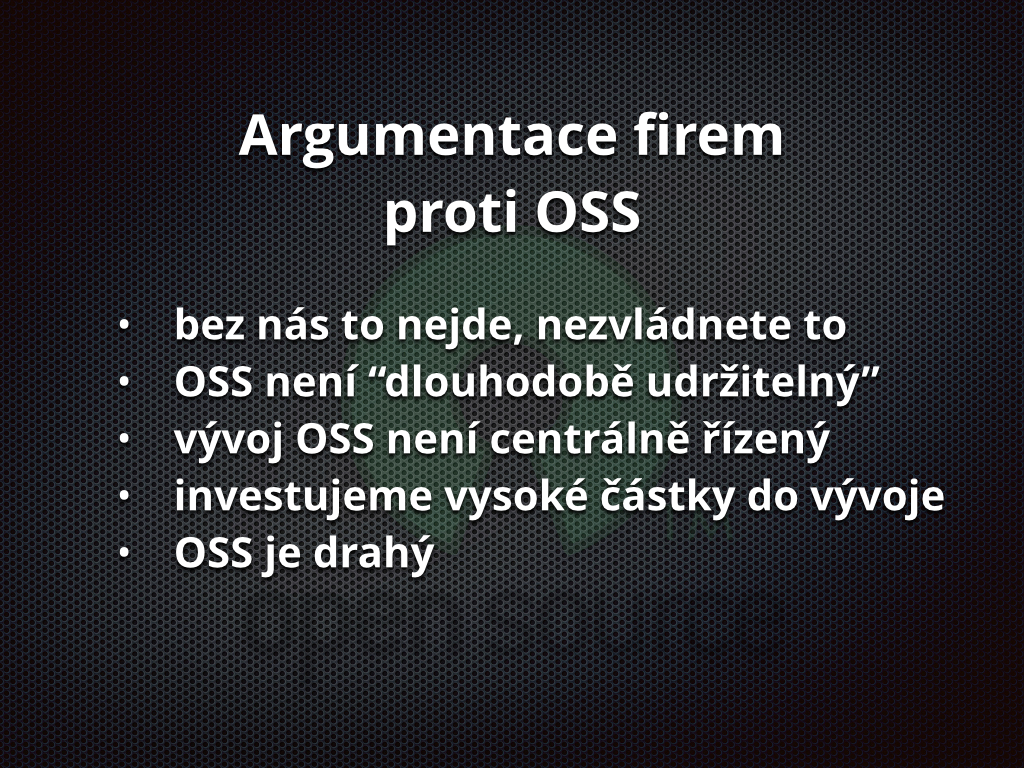 Argumentace firem
proti OSS
• bez nás to nejde, nezvládnete to
• OSS není “dlouhodobě udržitelný”
• vývoj OSS není centrálně řízený
• investujeme vysoké částky do vývoje
• OSS je drahý